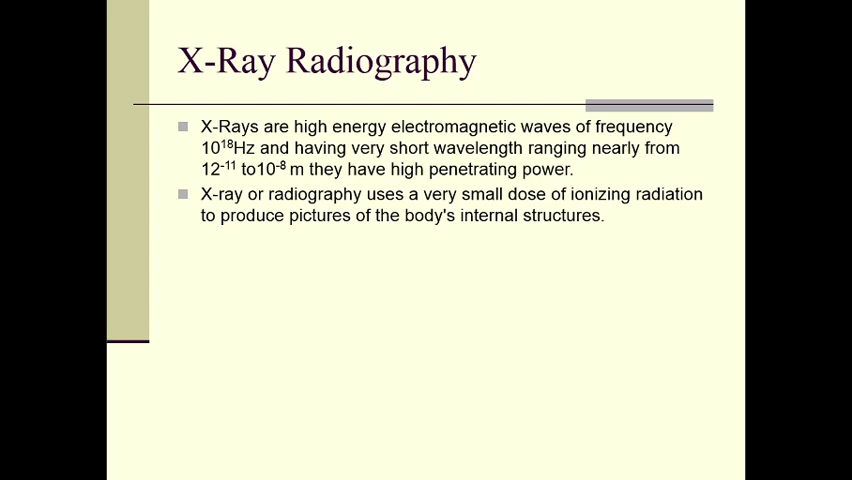 X-Ray Radiography
X-Rays are high energy electromagnetic waves of frequency
10¹⁸Hz and having very short wavelength ranging nearly from
12⁻¹¹ to10⁻⁸ m they have high penetrating power.
X-ray or radiography uses a very small dose of ionizing radiation
to produce pictures of the body's internal structures.